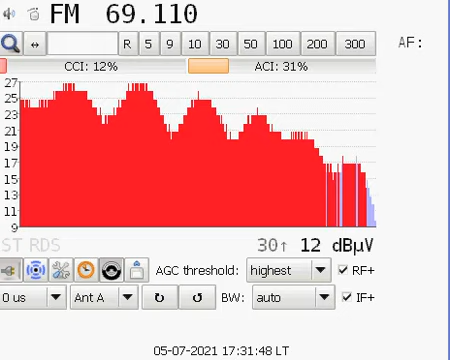 FM 69.110
R 5 9 10 30 50 100 200 300 AF:
CCI: 12% ACI: 31%
27
25
23
21
19
17
15
13
11
9
ST RDS 30↑ 12 dBµV
AGC threshold: highest RF+
0 us Ant A BW: auto IF+
05-07-2021 17:31:48 LT